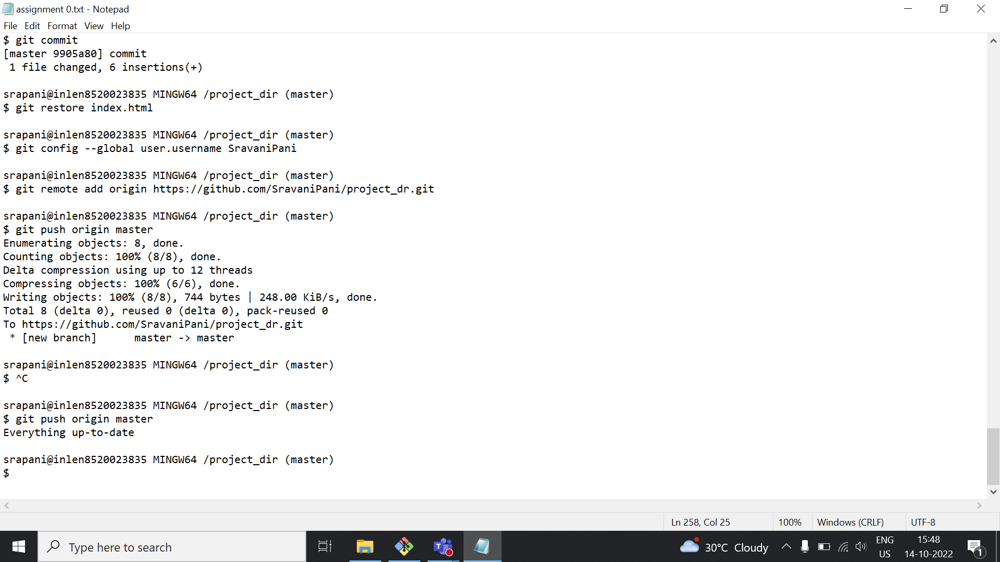 assignment 0.txt - Notepad
File Edit Format View Help
$ git commit
[master 9905a80] commit
 1 file changed, 6 insertions(+)
srapani@inlen8520023835 MINGW64 /project_dir (master)
$ git restore index.html
srapani@inlen8520023835 MINGW64 /project_dir (master)
$ git config --global user.username SravaniPani
srapani@inlen8520023835 MINGW64 /project_dir (master)
$ git remote add origin https://github.com/SravaniPani/project_dr.git
srapani@inlen8520023835 MINGW64 /project_dir (master)
$ git push origin master
Enumerating objects: 8, done.
Counting objects: 100% (8/8), done.
Delta compression using up to 12 threads
Compressing objects: 100% (6/6), done.
Writing objects: 100% (8/8), 744 bytes | 248.00 KiB/s, done.
Total 8 (delta 0), reused 0 (delta 0), pack-reused 0
To https://github.com/SravaniPani/project_dr.git
 * [new branch]      master -> master
srapani@inlen8520023835 MINGW64 /project_dir (master)
$ ^C
srapani@inlen8520023835 MINGW64 /project_dir (master)
$ git push origin master
Everything up-to-date
srapani@inlen8520023835 MINGW64 /project_dir (master)
$
Ln 258, Col 25 100% Windows (CRLF) UTF-8
Type here to search
T
30°C Cloudy
ENG
US
15:48
14-10-2022
1